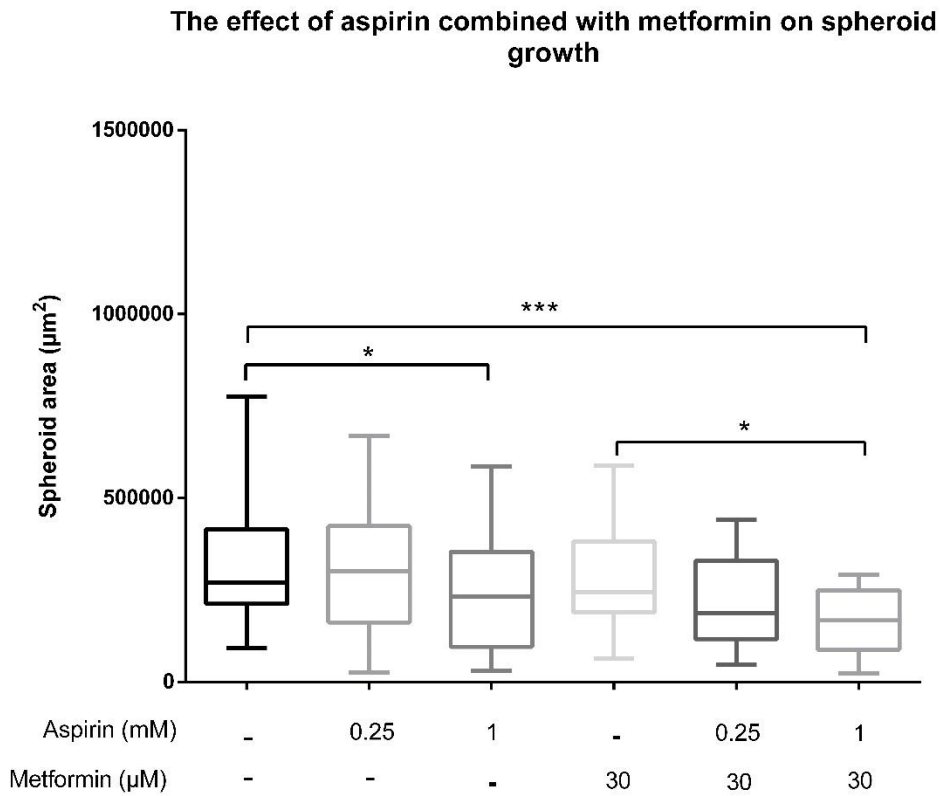 The effect of aspirin combined with metformin on spheroid
growth
1500000
1000000
500000
0
Spheroid area (µm²)
***
*
*
Aspirin (mM) - 0.25 1 - 0.25 1
Metformin (µM) - - - 30 30 30